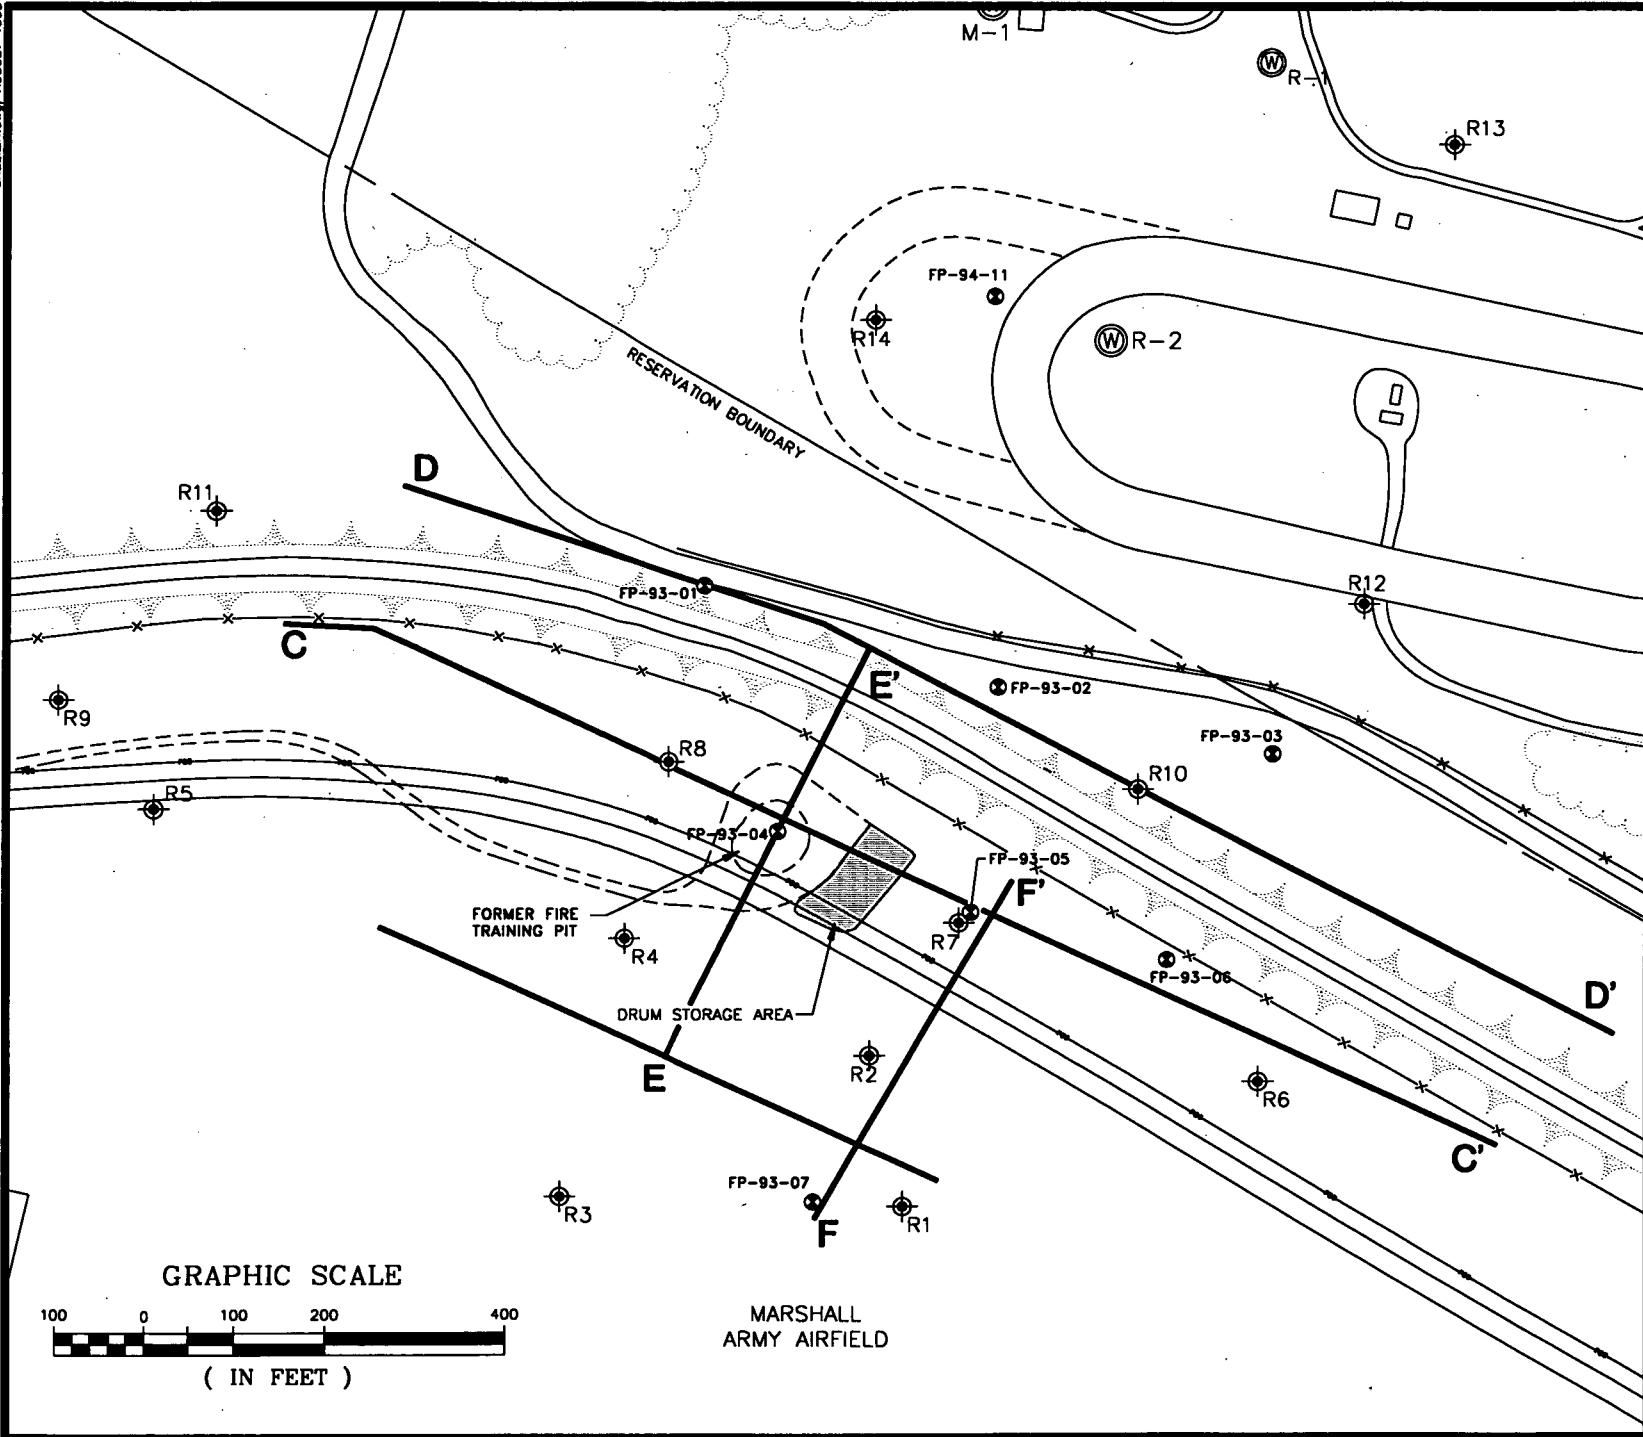 M-1
W
R-1
R13
FP-94-11
R14
W
R-2
RESERVATION BOUNDARY
D
R11
R12
FP-93-01
C
E'
FP-93-02
R9
FP-93-03
R8
R10
R5
FP-93-04
FP-93-05
F'
FORMER FIRE
TRAINING PIT
R7
R4
FP-93-06
D'
DRUM STORAGE AREA
R2
E
R6
C'
FP-93-07
R3
R1
F
GRAPHIC SCALE
100 0 100 200 400
( IN FEET )
MARSHALL
ARMY AIRFIELD